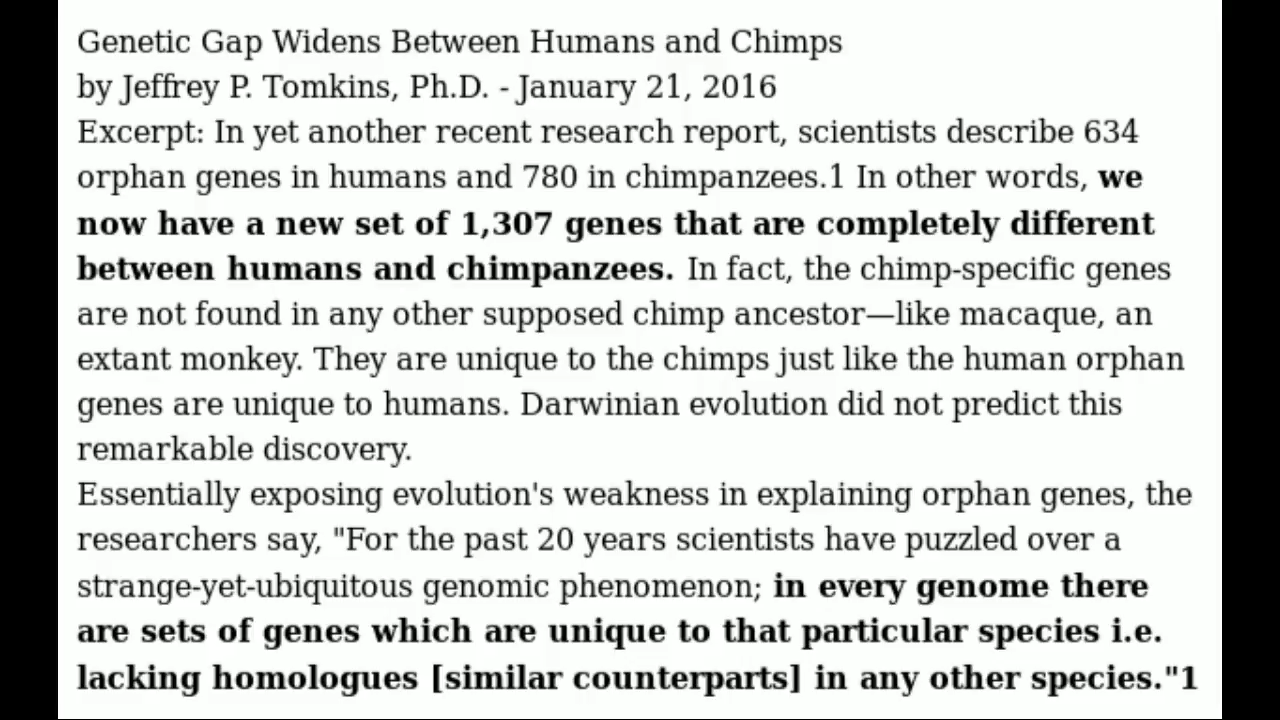 Genetic Gap Widens Between Humans and Chimps
by Jeffrey P. Tomkins, Ph.D. - January 21, 2016
Excerpt: In yet another recent research report, scientists describe 634
orphan genes in humans and 780 in chimpanzees.1 In other words, we
now have a new set of 1,307 genes that are completely different
between humans and chimpanzees. In fact, the chimp-specific genes
are not found in any other supposed chimp ancestor—like macaque, an
extant monkey. They are unique to the chimps just like the human orphan
genes are unique to humans. Darwinian evolution did not predict this
remarkable discovery.
Essentially exposing evolution's weakness in explaining orphan genes, the
researchers say, "For the past 20 years scientists have puzzled over a
strange-yet-ubiquitous genomic phenomenon; in every genome there
are sets of genes which are unique to that particular species i.e.
lacking homologues [similar counterparts] in any other species."1